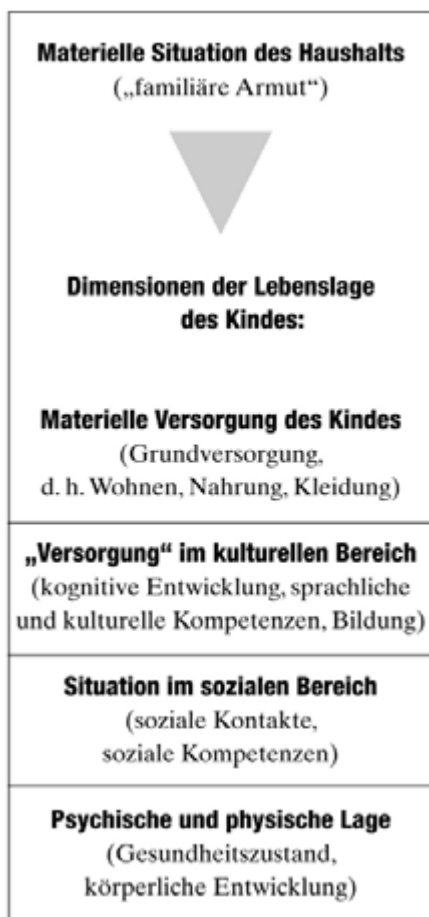 Materielle Situation des Haushalts
(„familiäre Armut“)
Dimensionen der Lebenslage
des Kindes:
Materielle Versorgung des Kindes
(Grundversorgung,
d. h. Wohnen, Nahrung, Kleidung)
„Versorgung“ im kulturellen Bereich
(kognitive Entwicklung, sprachliche
und kulturelle Kompetenzen, Bildung)
Situation im sozialen Bereich
(soziale Kontakte,
soziale Kompetenzen)
Psychische und physische Lage
(Gesundheitszustand,
körperliche Entwicklung)